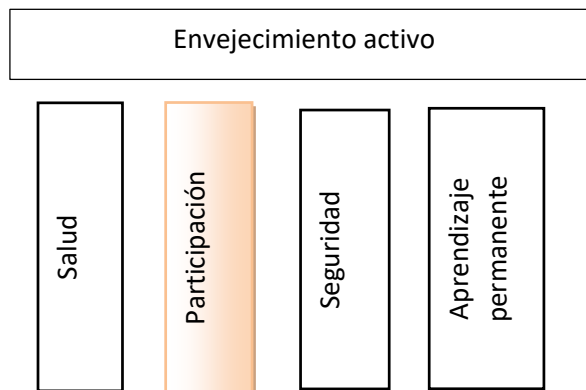 Envejecimiento activo
Salud
Participación
Seguridad
Aprendizaje
permanente